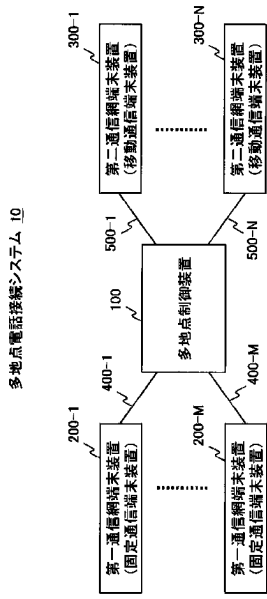 多地点電話接続システム 10
200-1
第一通信網端末装置
(固定通信端末装置)
200-M
第一通信網端末装置
(固定通信端末装置)
400-1
400-M
100
多地点制御装置
500-1
500-N
300-1
第二通信網端末装置
(移動通信端末装置)
300-N
第二通信網端末装置
(移動通信端末装置)